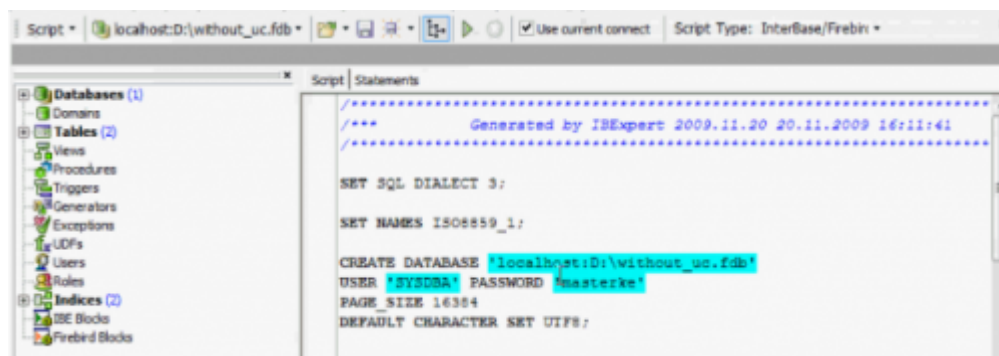 Script localhost:D:\without_uc.fdb Use current connect Script Type: InterBase/Firebir
Script Statements
Databases (1)
Domains
Tables (2)
Views
Procedures
Triggers
Generators
Exceptions
UDFs
Users
Roles
Indices (2)
IBE Blocks
Firebird Blocks
/**********************************************************************
/*** Generated by IBExpert 2009.11.20 20.11.2009 16:11:41
/**********************************************************************
SET SQL DIALECT 3;
SET NAMES ISO8859_1;
CREATE DATABASE 'localhost:D:\without_uc.fdb'
USER 'SYSDBA' PASSWORD 'masterke'
PAGE_SIZE 16384
DEFAULT CHARACTER SET UTF8;